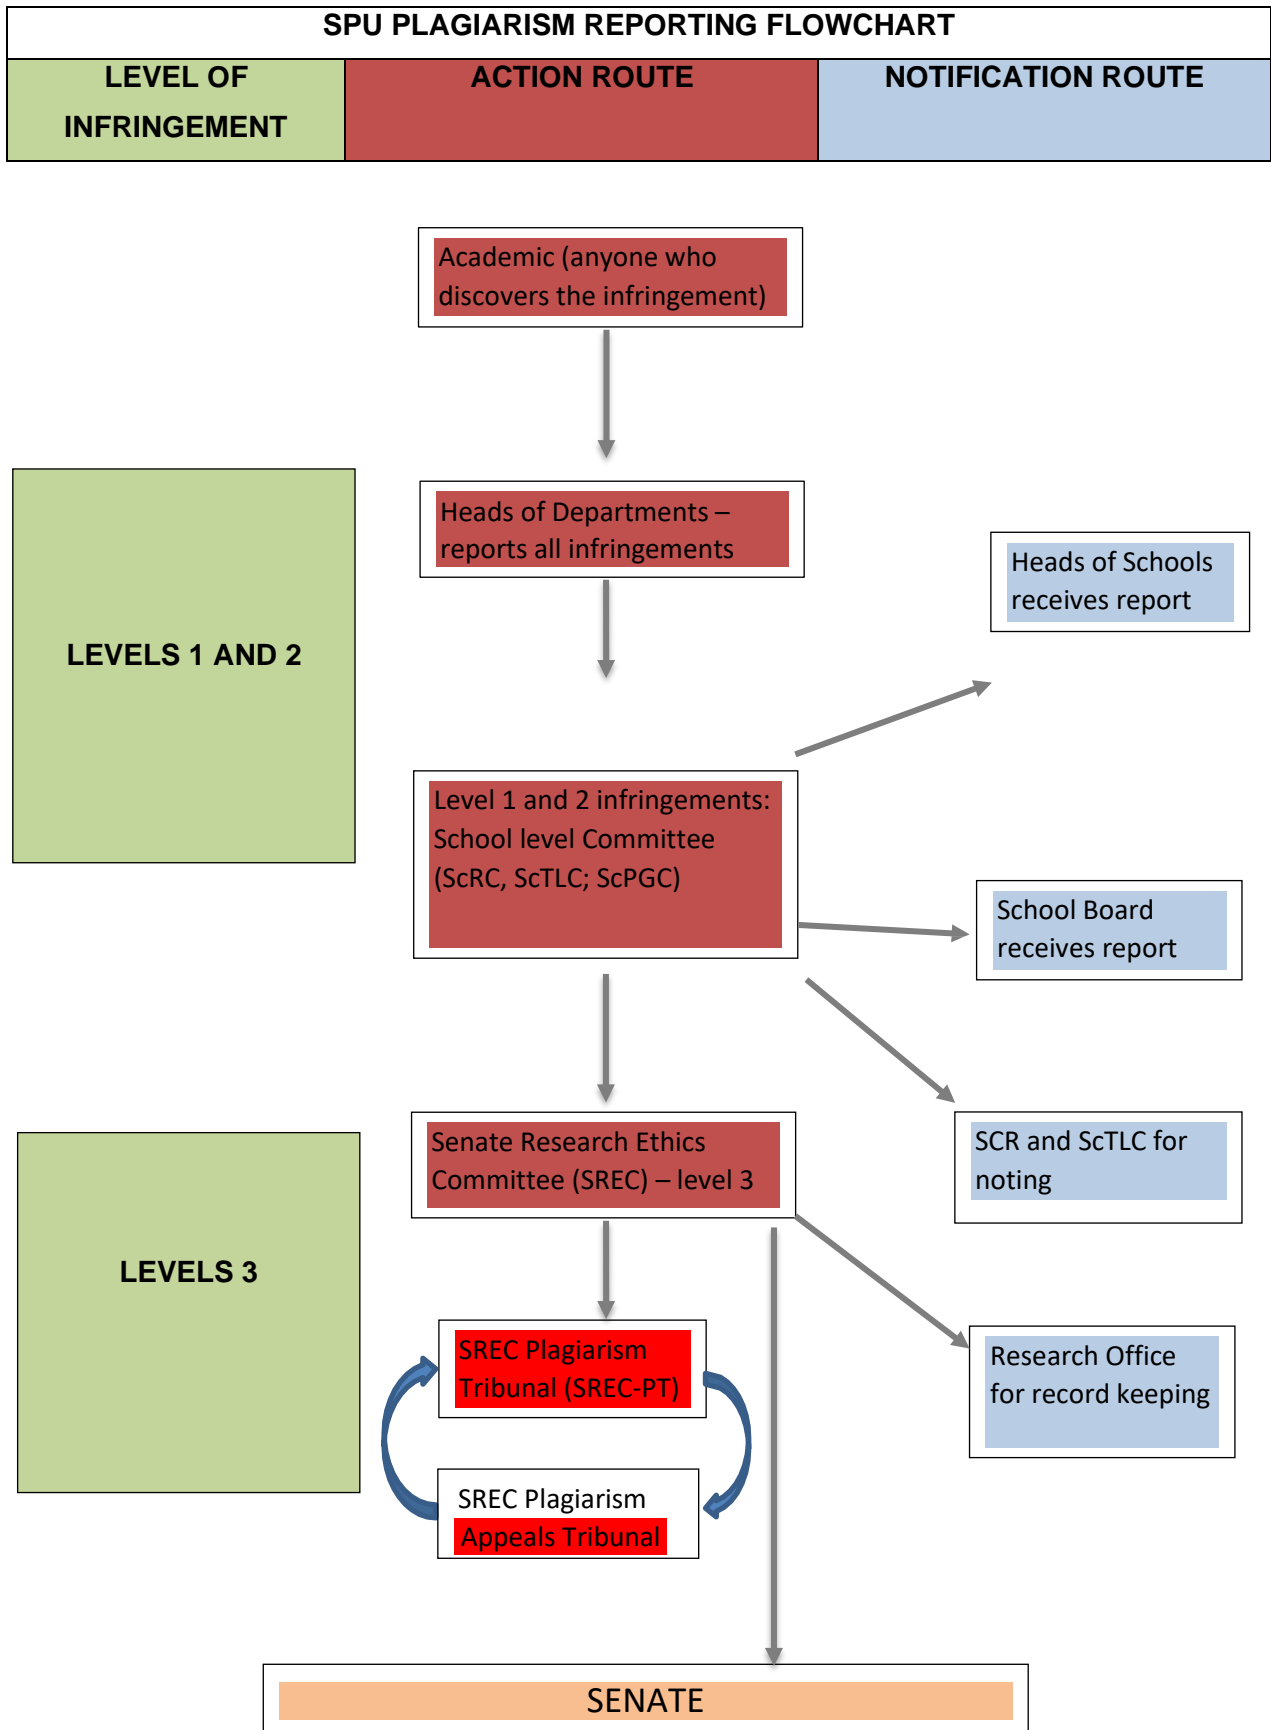 SPU PLAGIARISM REPORTING FLOWCHART
LEVEL OF
INFRINGEMENT
ACTION ROUTE
NOTIFICATION ROUTE
Academic (anyone who
discovers the infringement)
Heads of Departments –
reports all infringements
Heads of Schools
receives report
LEVELS 1 AND 2
Level 1 and 2 infringements:
School level Committee
(ScRC, ScTLC; ScPGC)
School Board
receives report
Senate Research Ethics
Committee (SREC) – level 3
SCR and ScTLC for
noting
LEVELS 3
SREC Plagiarism
Tribunal (SREC-PT)
Research Office
for record keeping
SREC Plagiarism
Appeals Tribunal
SENATE